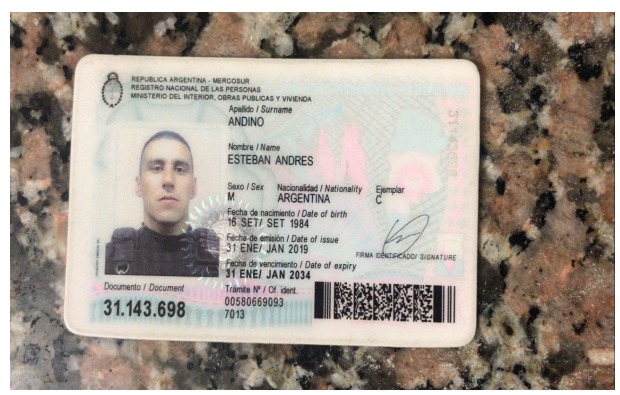 REPUBLICA ARGENTINA - MERCOSUR
REGISTRO NACIONAL DE LAS PERSONAS
MINISTERIO DEL INTERIOR, OBRAS PUBLICAS Y VIVIENDA
Apellido / Surname
ANDINO
Nombre / Name
ESTEBAN ANDRES
Sexo / Sex Nacionalidad / Nationality Ejemplar
M ARGENTINA C
Fecha de nacimiento / Date of birth
16 SET/ SET 1984
Fecha de emisión / Date of issue
31 ENE/ JAN 2019
FIRMA IDENTIFICADO/ SIGNATURE
Fecha de vencimiento / Date of expiry
31 ENE/ JAN 2034
Documento / Document
31.143.698
Tramite Nº / Of. ident.
00580669093
7013